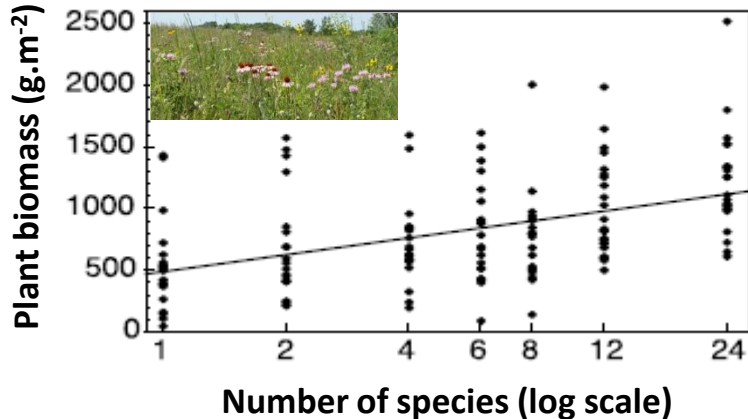 Plant biomass (g.m-2)
2500
2000
1500
1000
500
0
1 2 4 6 8 12 24
Number of species (log scale)